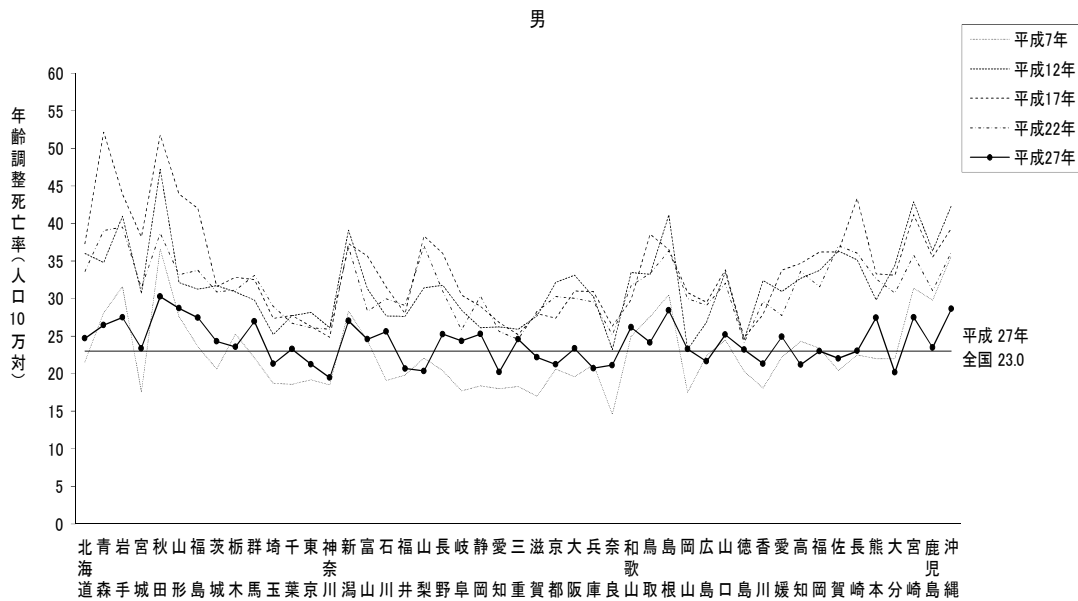 男
平成7年
平成12年
平成17年
平成22年
平成27年
年齢調整死亡率（人口10万対）
60
55
50
45
40
35
30
25
20
15
10
5
0
平成 27年
全国 23.0
北海道
青森
岩手
宮城
秋田
山形
福島
茨城
栃木
群馬
埼玉
千葉
東京
神奈川
新潟
富山
石川
福井
山梨
長野
岐阜
静岡
愛知
三重
滋賀
京都
大阪
兵庫
奈良
和歌山
鳥取
島根
岡山
広島
山口
徳島
香川
愛媛
高知
福岡
佐賀
長崎
熊本
大分
宮崎
鹿児島
沖縄